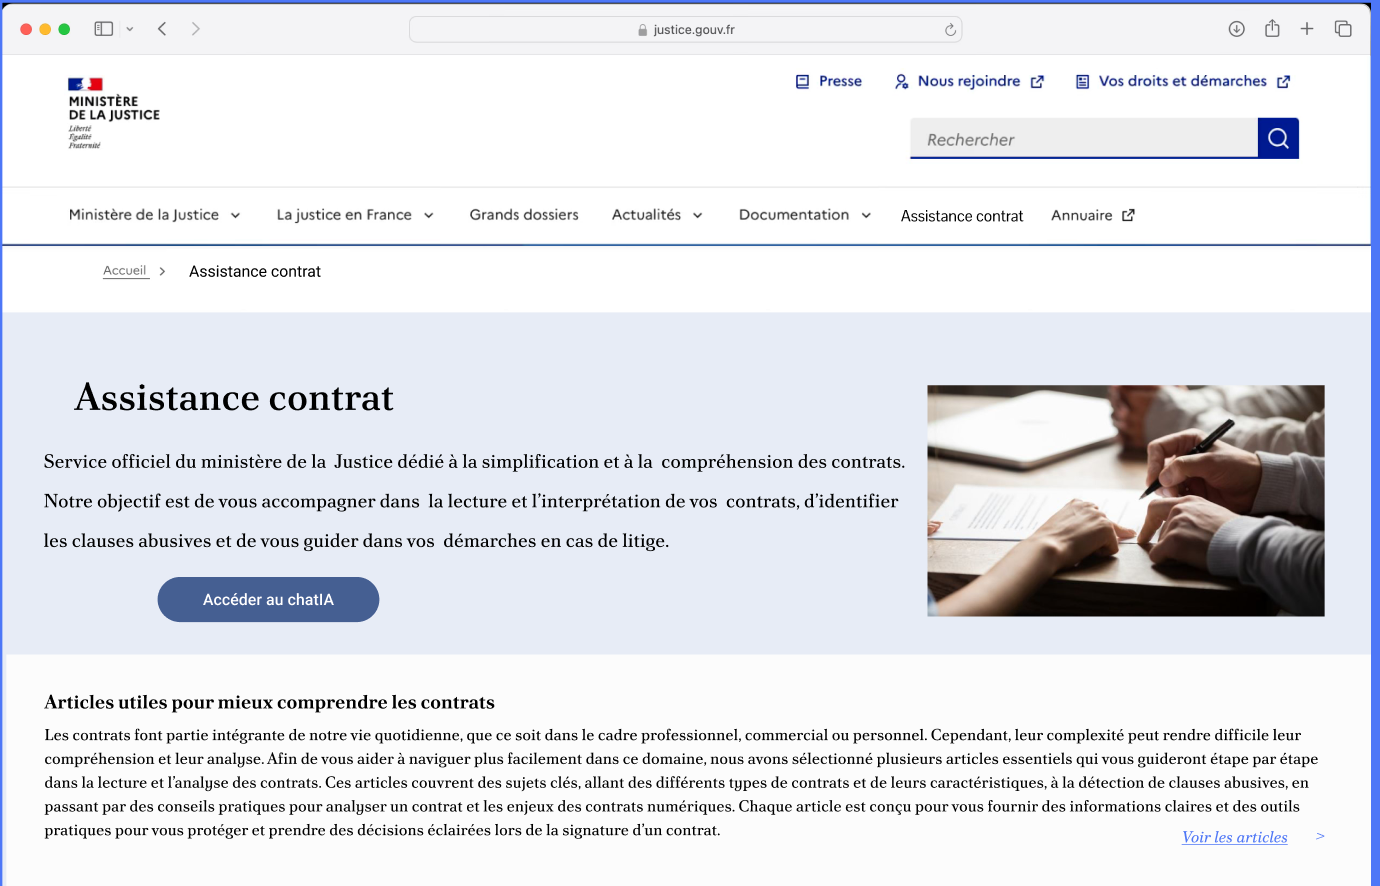 justice.gouv.fr
Presse
Nous rejoindre
Vos droits et démarches
MINISTÈRE
DE LA JUSTICE
Liberté
Égalité
Fraternité
Rechercher
Ministère de la Justice
La justice en France
Grands dossiers
Actualités
Documentation
Assistance contrat
Annuaire
Accueil > Assistance contrat
Assistance contrat
Service officiel du ministère de la Justice dédié à la simplification et à la compréhension des contrats.
Notre objectif est de vous accompagner dans la lecture et l’interprétation de vos contrats, d’identifier
les clauses abusives et de vous guider dans vos démarches en cas de litige.
Accéder au chatIA
Articles utiles pour mieux comprendre les contrats
Les contrats font partie intégrante de notre vie quotidienne, que ce soit dans le cadre professionnel, commercial ou personnel. Cependant, leur complexité peut rendre difficile leur
compréhension et leur analyse. Afin de vous aider à naviguer plus facilement dans ce domaine, nous avons sélectionné plusieurs articles essentiels qui vous guideront étape par étape
dans la lecture et l’analyse des contrats. Ces articles couvrent des sujets clés, allant des différents types de contrats et de leurs caractéristiques, à la détection de clauses abusives, en
passant par des conseils pratiques pour analyser un contrat et les enjeux des contrats numériques. Chaque article est conçu pour vous fournir des informations claires et des outils
pratiques pour vous protéger et prendre des décisions éclairées lors de la signature d’un contrat.
Voir les articles >